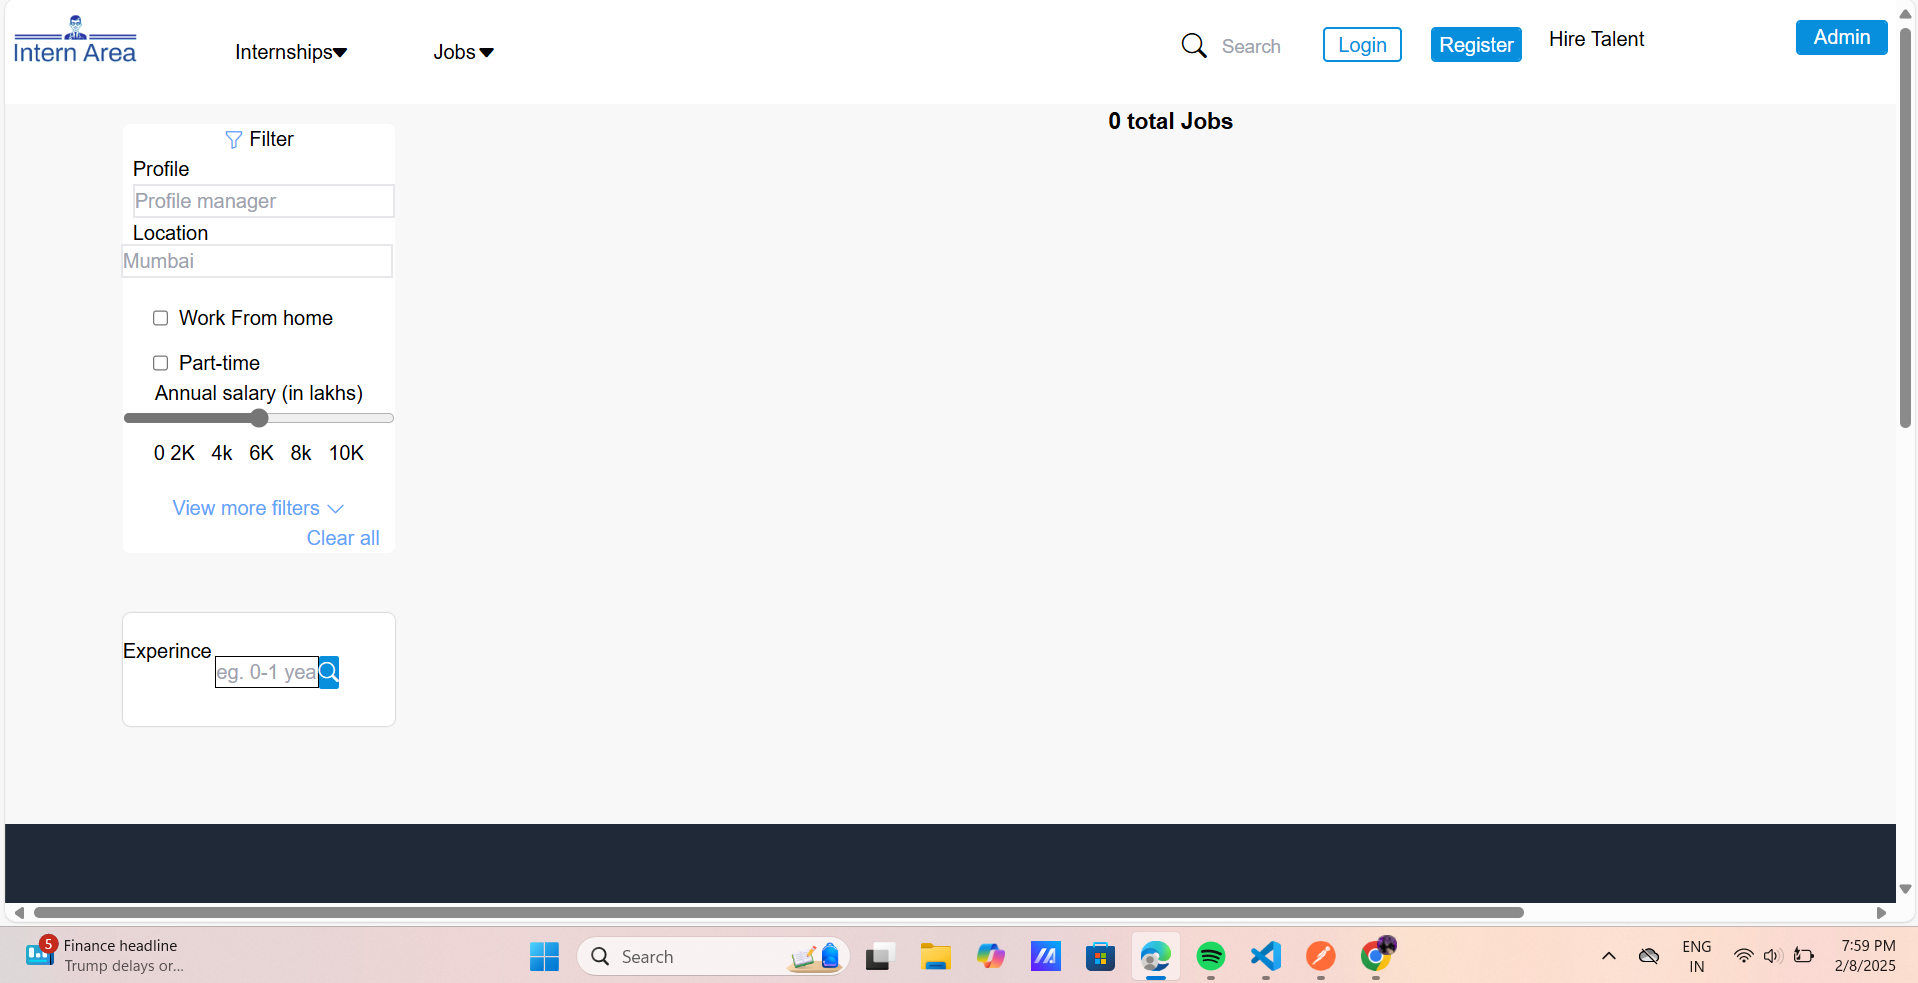 Intern Area
Internships
Jobs
Search
Login
Register
Hire Talent
Admin
0 total Jobs
Filter
Profile
Profile manager
Location
Mumbai
Work From home
Part-time
Annual salary (in lakhs)
0 2K 4k 6K 8k 10K
View more filters
Clear all
Experince
eg. 0-1 yea
5
Finance headline
Trump delays or...
Search
ENG
IN
7:59 PM
2/8/2025